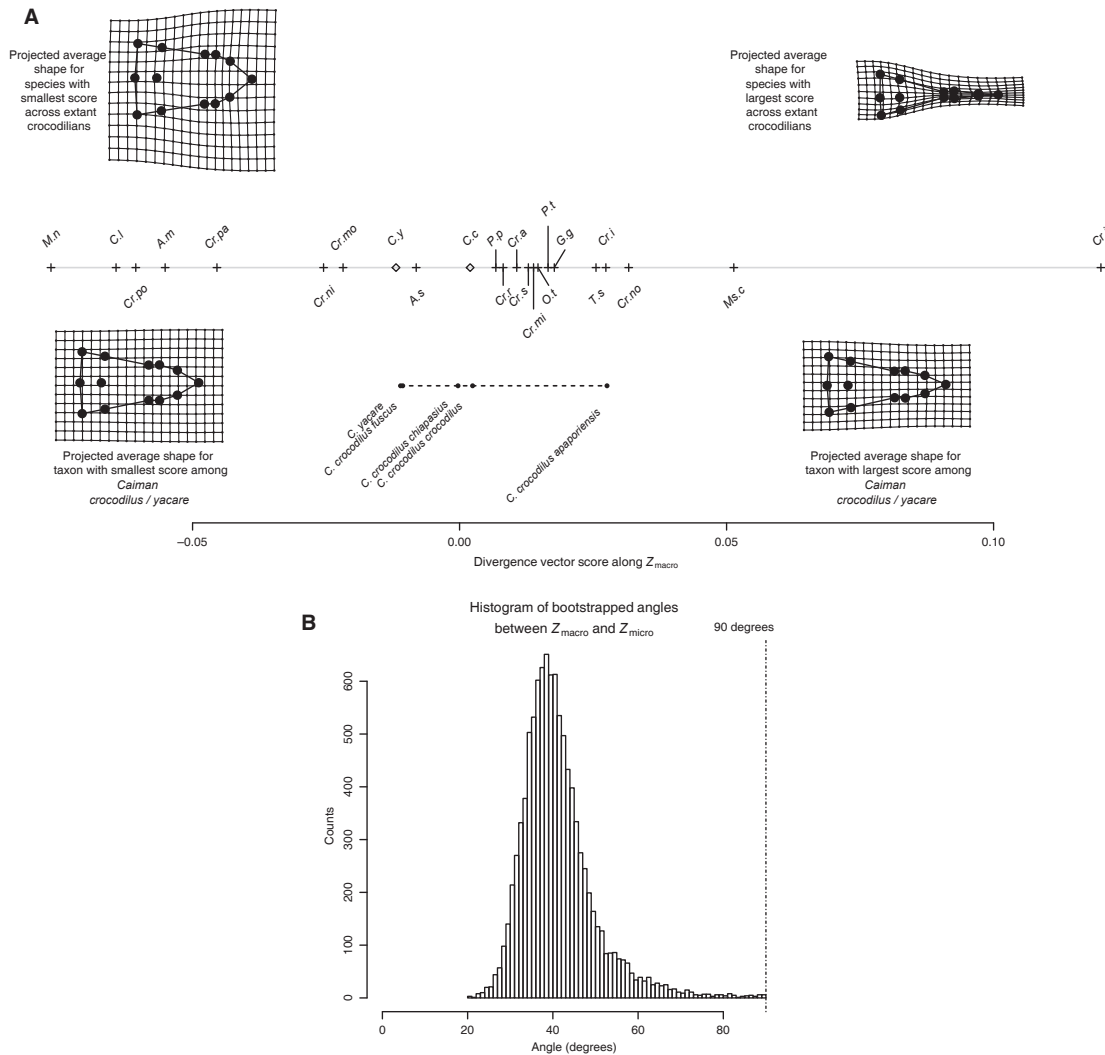 A
Projected average
shape for
species with
smallest score
across extant
crocodilians
Projected average
shape for
species with
largest score
across extant
crocodilians
M.n
C.l
A.m
Cr.pa
Cr.mo
C.y
C.c
P.p
Cr.a
P.t
G.g
Cr.i
Cr.po
Cr.ni
A.s
Cr.r
Cr.s
Cr.mi
O.t
T.s
Cr.no
Ms.c
C. yacare
C. crocodilus fuscus
C. crocodilus chiapasius
C. crocodilus crocodilus
C. crocodilus apaporiensis
Projected average shape for
taxon with smallest score among
Caiman
crocodilus / yacare
Projected average shape for
taxon with largest score among
Caiman
crocodilus / yacare
−0.05
0.00
0.05
0.10
Divergence vector score along Zmacro
B
Histogram of bootstrapped angles
between Zmacro and Zmicro
90 degrees
600
500
400
300
200
100
0
Counts
0
20
40
60
80
Angle (degrees)